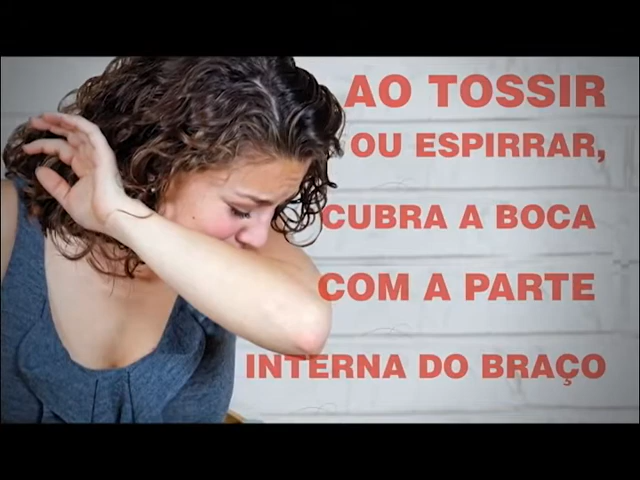 AO TOSSIR
OU ESPIRRAR,
CUBRA A BOCA
COM A PARTE
INTERNA DO BRAÇO